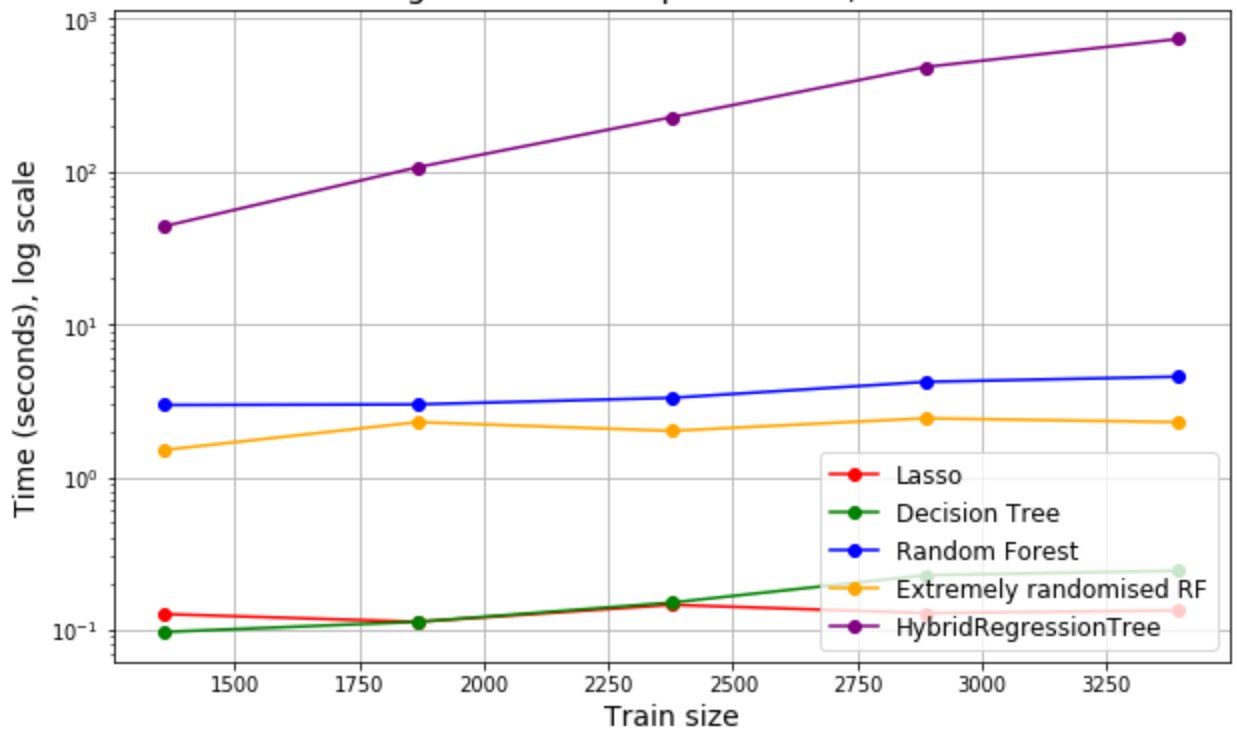 10³
10²
10¹
10⁰
10⁻¹
Time (seconds), log scale
Lasso
Decision Tree
Random Forest
Extremely randomised RF
HybridRegressionTree
1500 1750 2000 2250 2500 2750 3000 3250
Train size